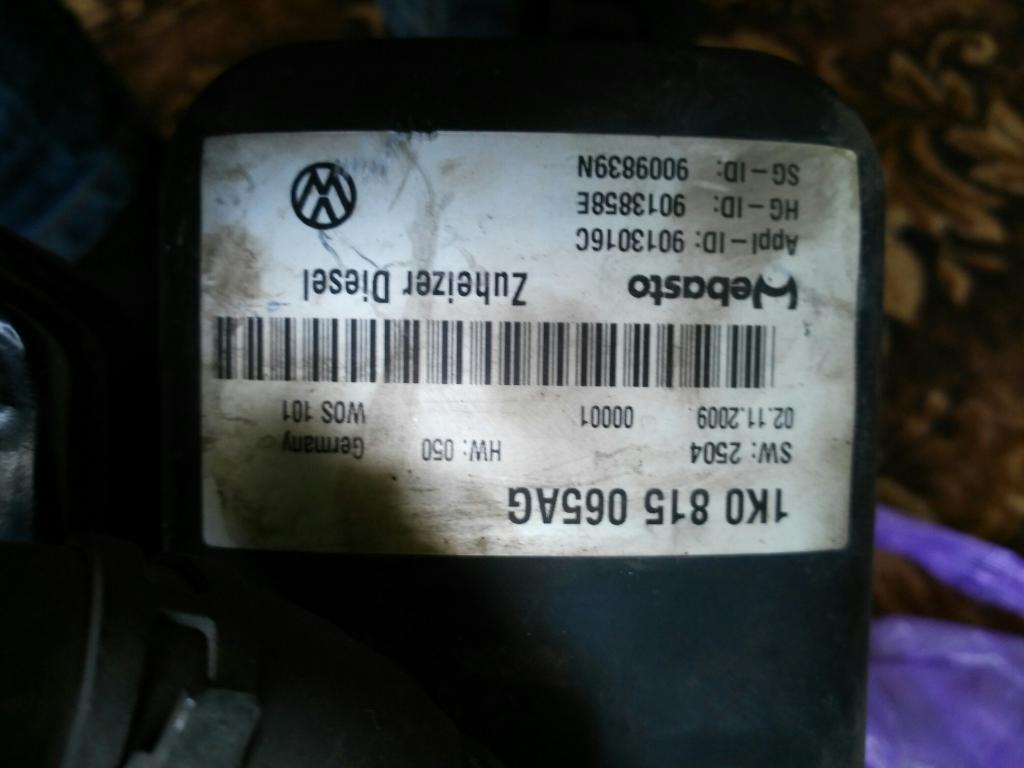 1K0 815 065AG
SW: 2504 HW: 050 Germany
02.11.2009 00001 WOS 101
Webasto Zuheizer Diesel
Appl-ID: 9013016C
HG-ID: 9013858E
SG-ID: 9009839N